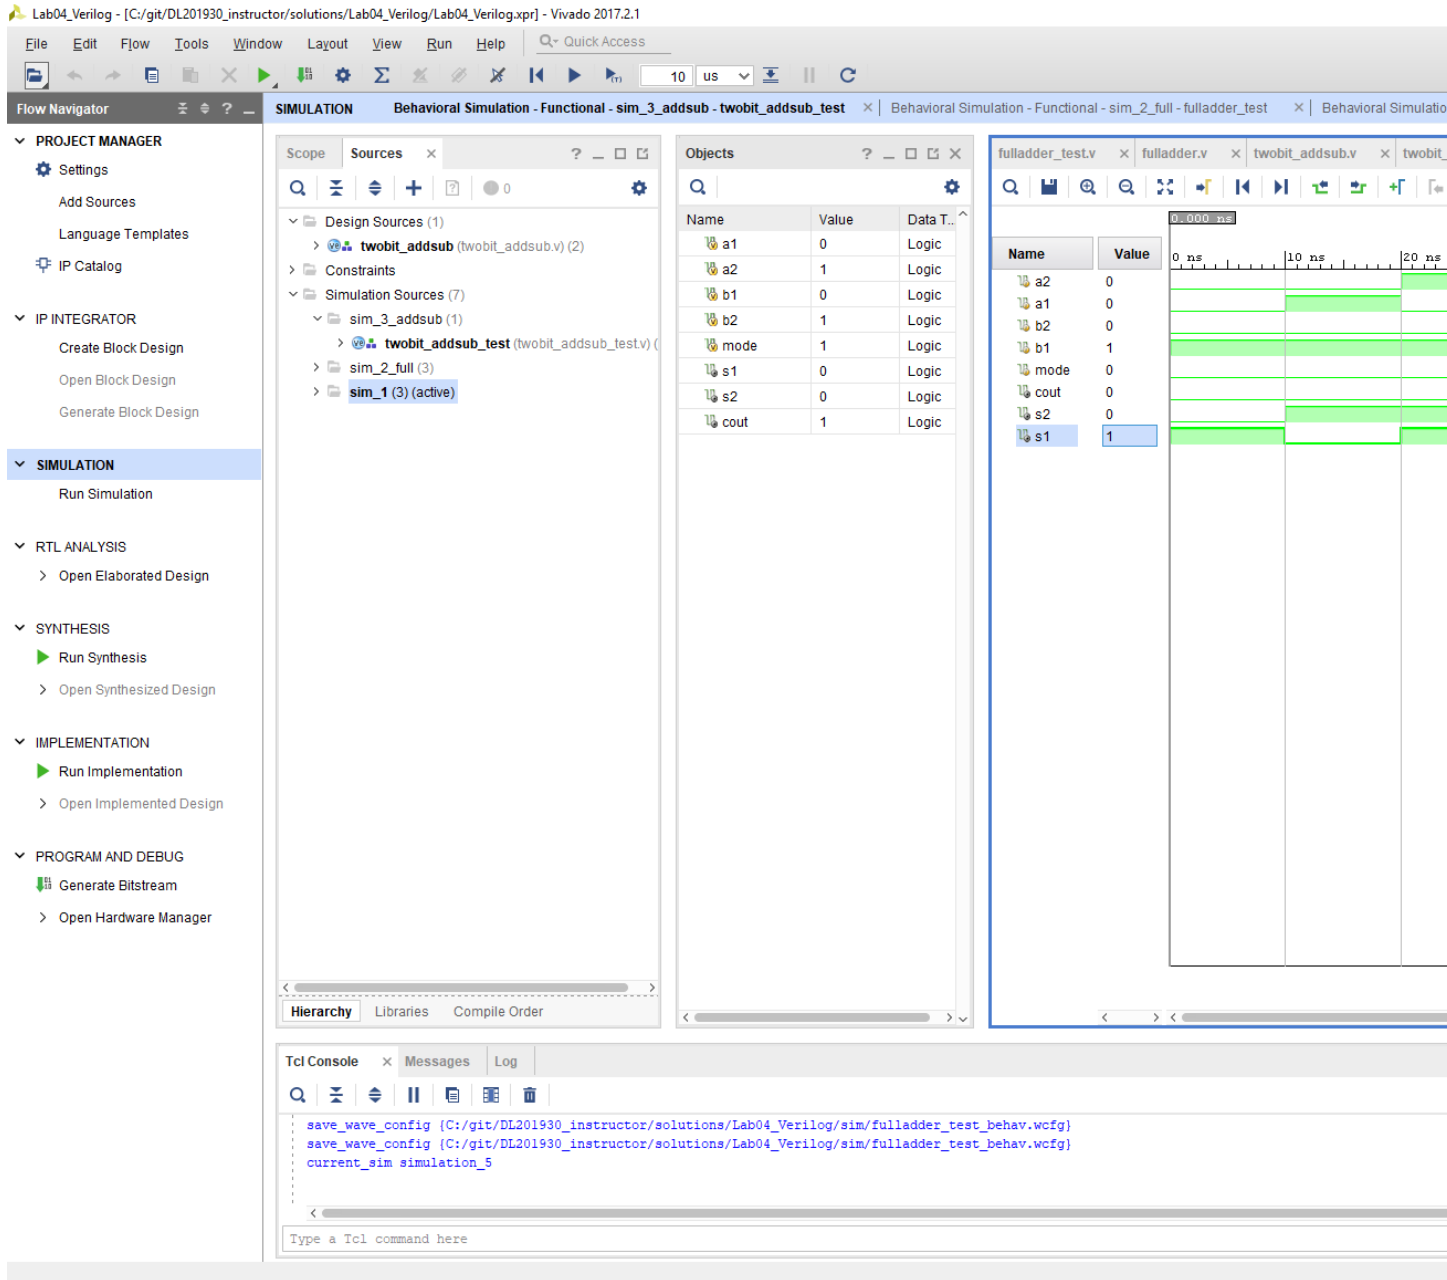 Lab04_Verilog - [C:/git/DL201930_instructor/solutions/Lab04_Verilog/Lab04_Verilog.xpr] - Vivado 2017.2.1
File Edit Flow Tools Window Layout View Run Help Quick Access
10 us
Flow Navigator
SIMULATION Behavioral Simulation - Functional - sim_3_addsub - twobit_addsub_test Behavioral Simulation - Functional - sim_2_full - fulladder_test Behavioral Simulatio
PROJECT MANAGER
Settings
Add Sources
Language Templates
IP Catalog
IP INTEGRATOR
Create Block Design
Open Block Design
Generate Block Design
SIMULATION
Run Simulation
RTL ANALYSIS
Open Elaborated Design
SYNTHESIS
Run Synthesis
Open Synthesized Design
IMPLEMENTATION
Run Implementation
Open Implemented Design
PROGRAM AND DEBUG
Generate Bitstream
Open Hardware Manager
Scope Sources
0
Design Sources (1)
twobit_addsub (twobit_addsub.v) (2)
Constraints
Simulation Sources (7)
sim_3_addsub (1)
twobit_addsub_test (twobit_addsub_test.v) (
sim_2_full (3)
sim_1 (3) (active)
Hierarchy Libraries Compile Order
Objects
Name Value Data T..
a1 0 Logic
a2 1 Logic
b1 0 Logic
b2 1 Logic
mode 1 Logic
s1 0 Logic
s2 0 Logic
cout 1 Logic
fulladder_test.v fulladder.v twobit_addsub.v twobit_
0.000 ns
Name Value 0 ns 10 ns 20 ns
a2 0
a1 0
b2 0
b1 1
mode 0
cout 0
s2 0
s1 1
Tcl Console Messages Log
save_wave_config {C:/git/DL201930_instructor/solutions/Lab04_Verilog/sim/fulladder_test_behav.wcfg}
save_wave_config {C:/git/DL201930_instructor/solutions/Lab04_Verilog/sim/fulladder_test_behav.wcfg}
current_sim simulation_5
Type a Tcl command here